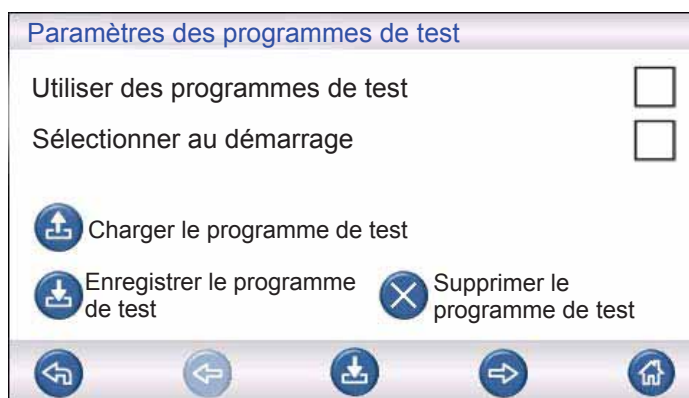 Paramètres des programmes de test
Utiliser des programmes de test
Sélectionner au démarrage
Charger le programme de test
Enregistrer le programme
de test
Supprimer le
programme de test